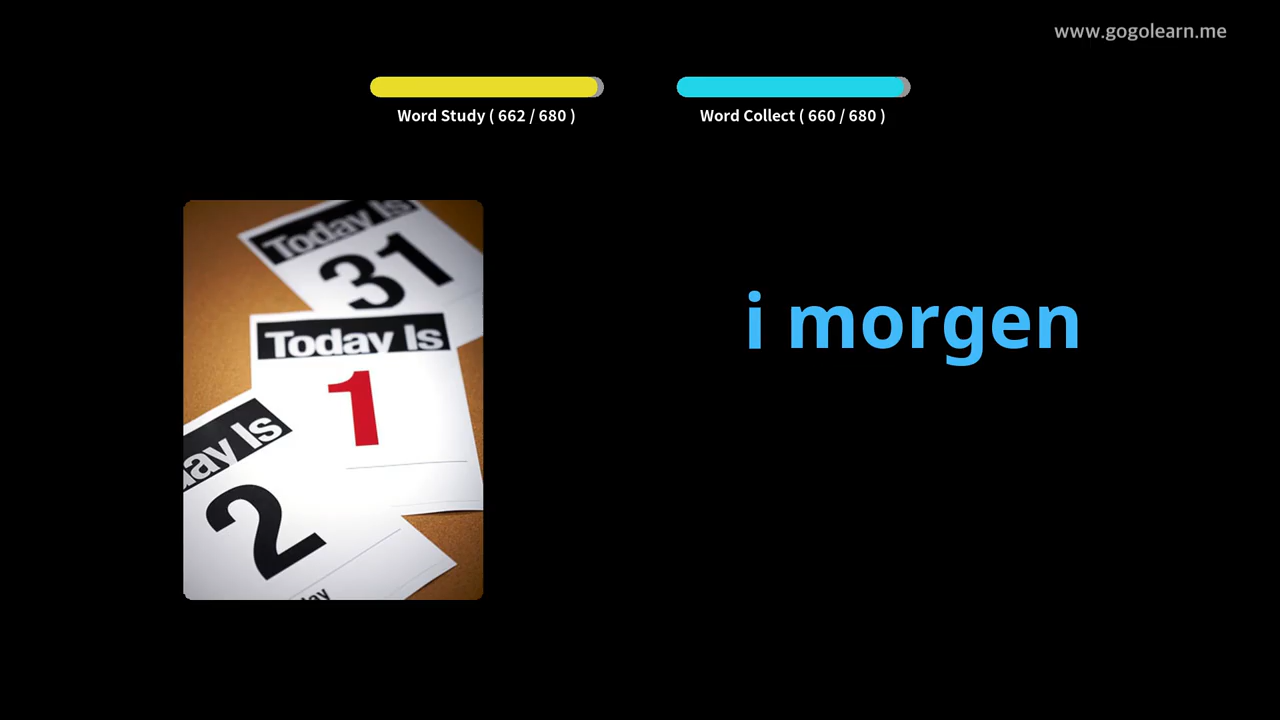 www.gogolearn.me
Word Study ( 662 / 680 )
Word Collect ( 660 / 680 )
Today Is
31
Today Is
1
i morgen
ay Is
2